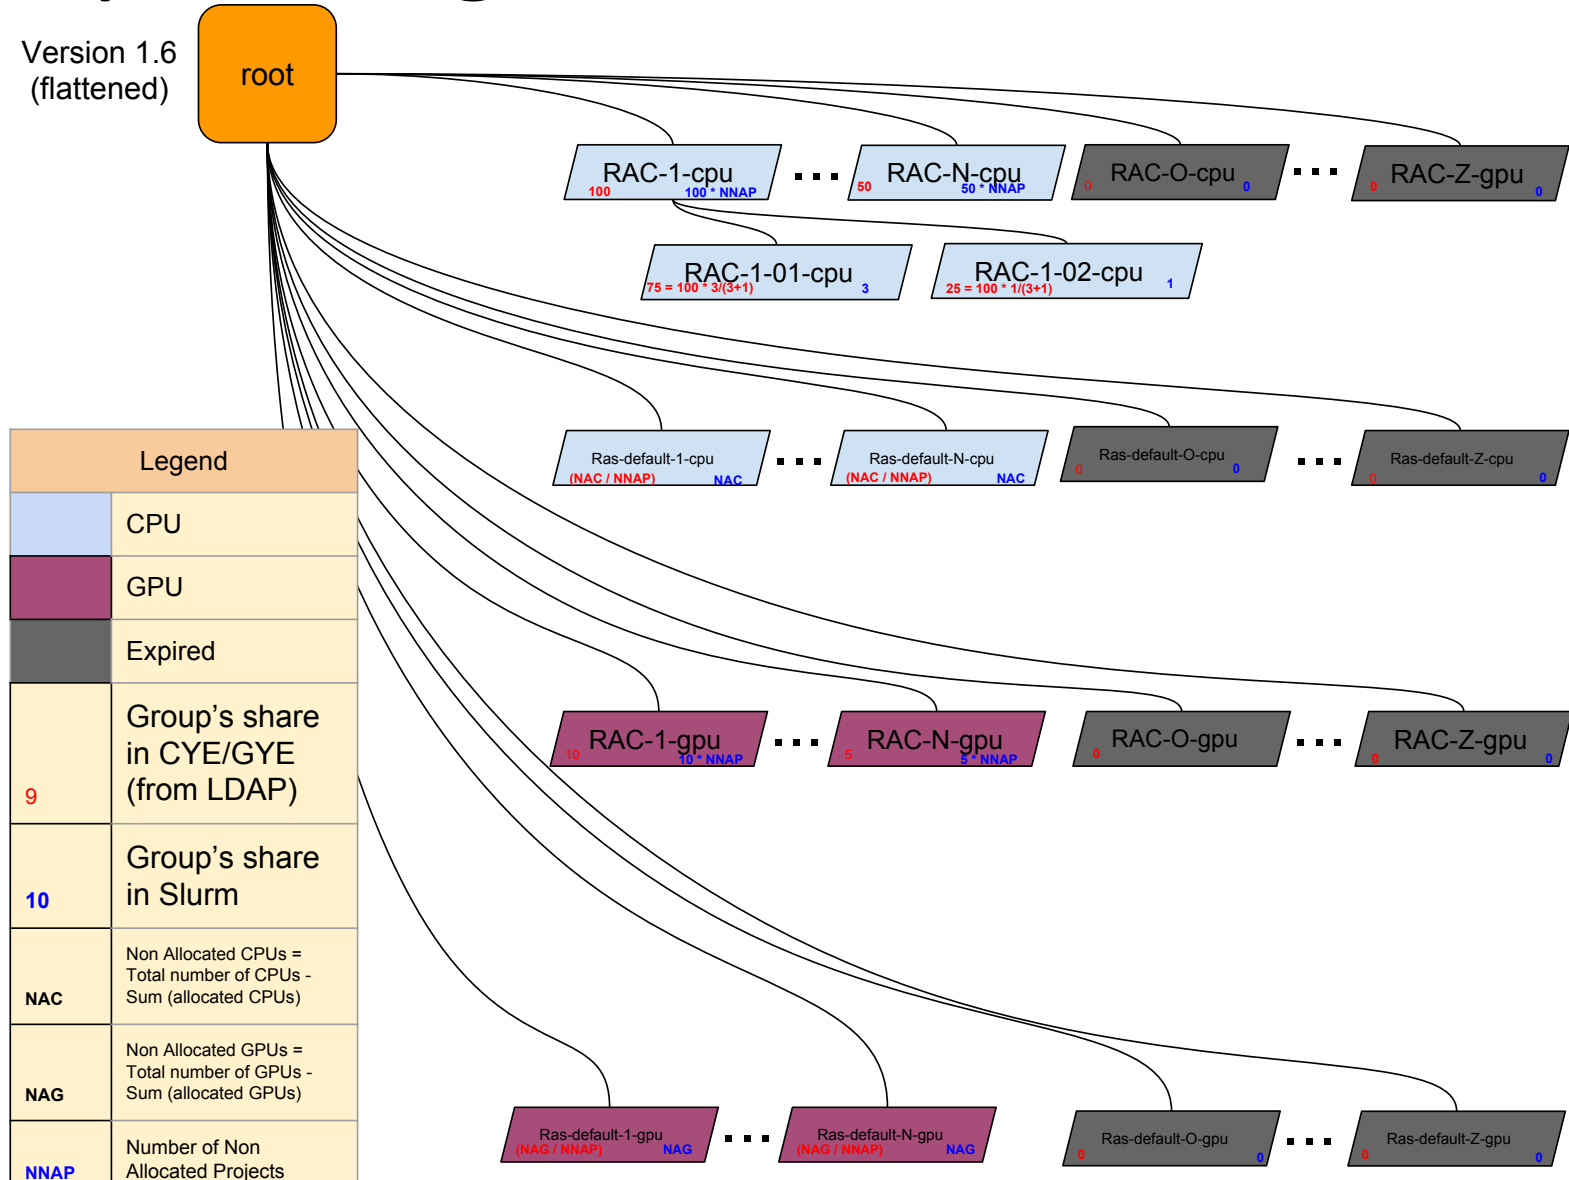 Version 1.6
(flattened)
root
RAC-1-cpu
100
100 * NNAP
RAC-N-cpu
50
50 * NNAP
RAC-O-cpu
0
0
RAC-Z-gpu
0
0
RAC-1-01-cpu
75 = 100 * 3/(3+1)
3
RAC-1-02-cpu
25 = 100 * 1/(3+1)
1
Ras-default-1-cpu
(NAC / NNAP)
NAC
Ras-default-N-cpu
(NAC / NNAP)
NAC
Ras-default-O-cpu
0
0
Ras-default-Z-cpu
0
0
RAC-1-gpu
10
10 * NNAP
RAC-N-gpu
5
5 * NNAP
RAC-O-gpu
0
RAC-Z-gpu
0
0
Ras-default-1-gpu
(NAG / NNAP)
NAG
Ras-default-N-gpu
(NAG / NNAP)
NAG
Ras-default-O-gpu
0
0
Ras-default-Z-gpu
0
0
Legend
CPU
GPU
Expired
9
Group's share
in CYE/GYE
(from LDAP)
10
Group's share
in Slurm
NAC
Non Allocated CPUs =
Total number of CPUs -
Sum (allocated CPUs)
NAG
Non Allocated GPUs =
Total number of GPUs -
Sum (allocated GPUs)
NNAP
Number of Non
Allocated Projects